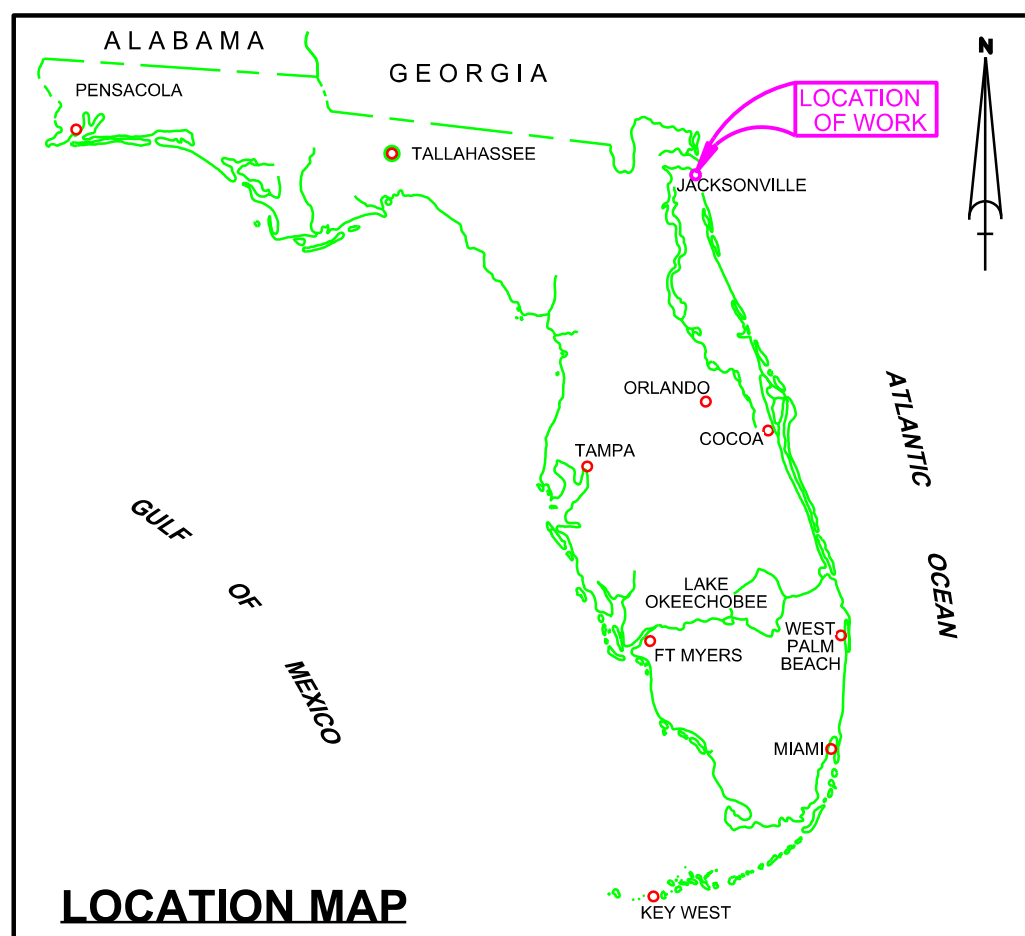 ALABAMA
GEORGIA
N
PENSACOLA
LOCATION
OF WORK
TALLAHASSEE
JACKSONVILLE
ORLANDO
ATLANTIC
OCEAN
COCOA
TAMPA
GULF
OF
MEXICO
LAKE
OKEECHOBEE
WEST
PALM
BEACH
FT MYERS
MIAMI
LOCATION MAP
KEY WEST